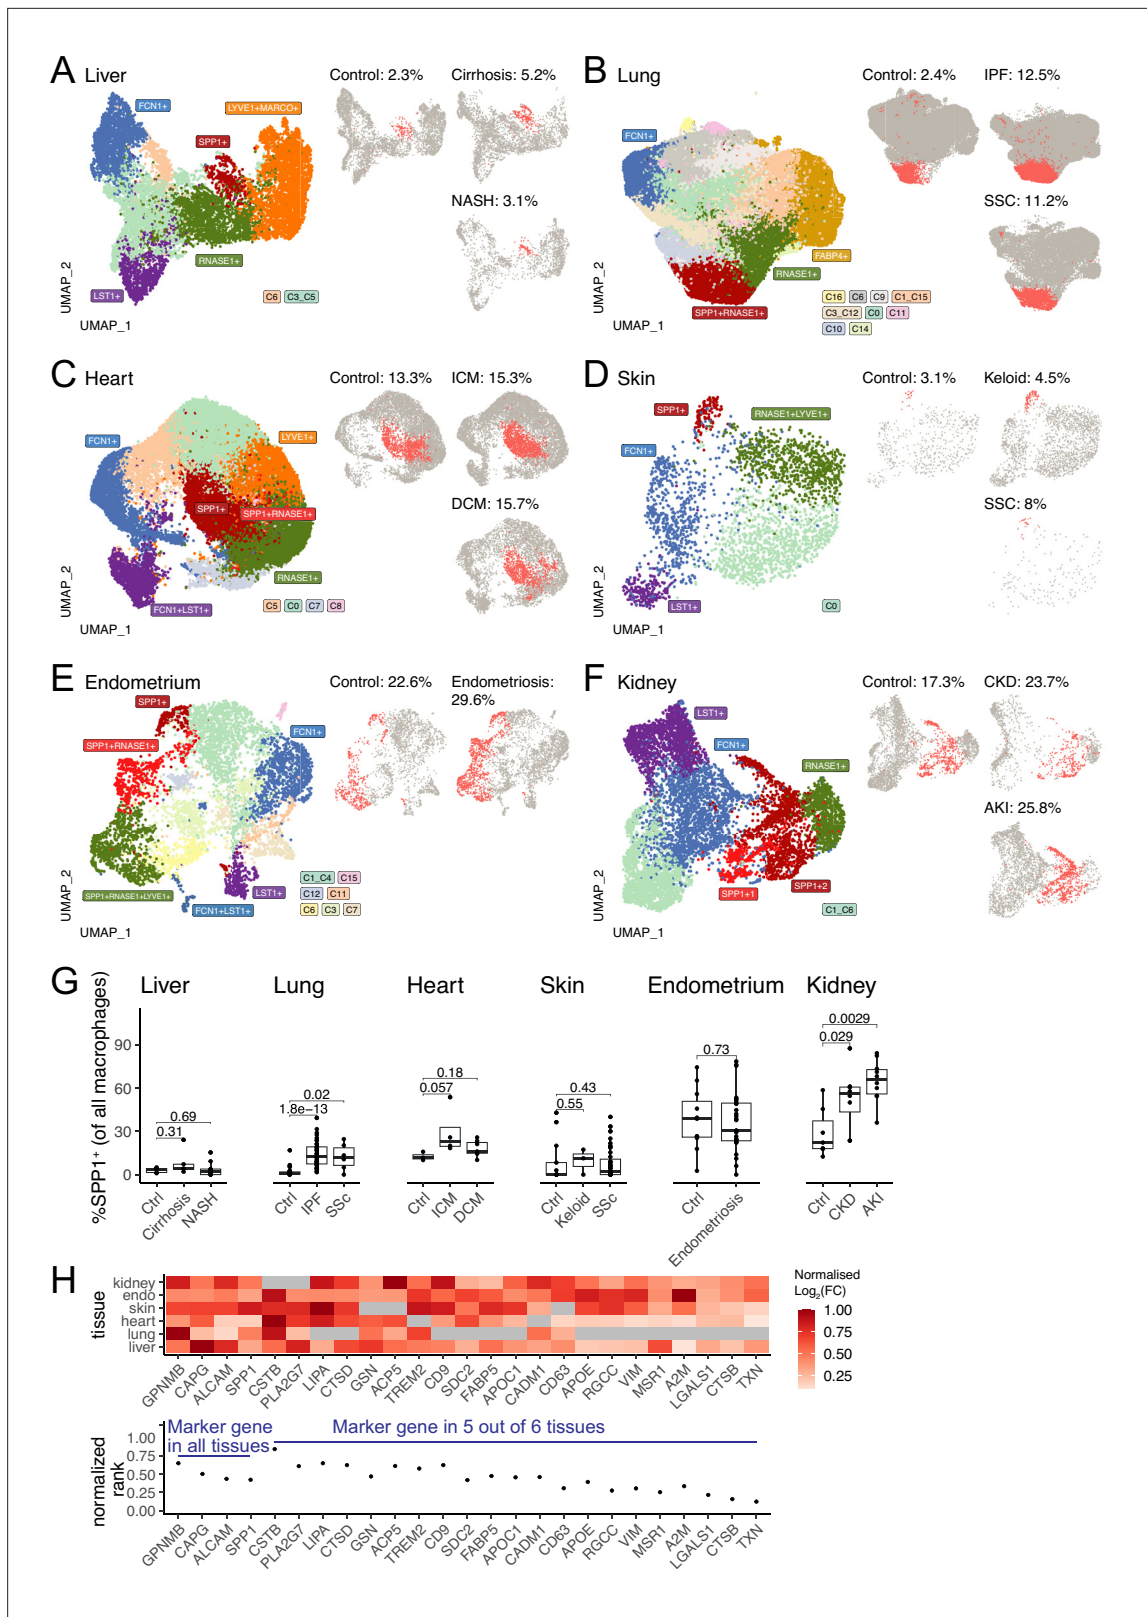 A Liver
Control: 2.3%
Cirrhosis: 5.2%
NASH: 3.1%
FCN1+
LYVE1+MARCO+
SPP1+
RNASE1+
LST1+
C6 C3_C5
UMAP_2
UMAP_1
B Lung
Control: 2.4%
IPF: 12.5%
SSC: 11.2%
FCN1+
FABP4+
RNASE1+
SPP1+RNASE1+
C16 C6 C9 C1_C15
C3_C12 C0 C11
C10 C14
UMAP_2
UMAP_1
C Heart
Control: 13.3%
ICM: 15.3%
DCM: 15.7%
FCN1+
LYVE1+
SPP1+
SPP1+RNASE1+
RNASE1+
FCN1+LST1+
C5 C0 C7 C8
UMAP_2
UMAP_1
D Skin
Control: 3.1%
Keloid: 4.5%
SSC: 8%
SPP1+
RNASE1+LYVE1+
FCN1+
LST1+
C0
UMAP_2
UMAP_1
E Endometrium
Control: 22.6%
Endometriosis:
29.6%
SPP1+
FCN1+
SPP1+RNASE1+
SPP1+RNASE1+LYVE1+
LST1+
FCN1+LST1+
C1_C4 C15
C12 C11
C6 C3 C7
UMAP_2
UMAP_1
F Kidney
Control: 17.3%
CKD: 23.7%
AKI: 25.8%
LST1+
FCN1+
RNASE1+
SPP1+1
SPP1+2
C1_C6
UMAP_2
UMAP_1
G
Liver
Lung
Heart
Skin
Endometrium
Kidney
%SPP1+ (of all macrophages)
90
60
30
0
0.69
0.31
Ctrl
Cirrhosis
NASH
0.02
1.8e−13
Ctrl
IPF
SSc
0.18
0.057
Ctrl
ICM
DCM
0.43
0.55
Ctrl
Keloid
SSc
0.73
Ctrl
Endometriosis
0.0029
0.029
Ctrl
CKD
AKI
H
tissue
kidney
endo
skin
heart
lung
liver
GPNMB
CAPG
ALCAM
SPP1
CSTB
PLA2G7
LIPA
CTSD
GSN
ACP5
TREM2
CD9
SDC2
FABP5
APOC1
CADM1
CD63
APOE
RGCC
VIM
MSR1
A2M
LGALS1
CTSB
TXN
Normalised
Log2(FC)
1.00
0.75
0.50
0.25
Marker gene
in all tissues
Marker gene in 5 out of 6 tissues
normalized
rank
1.00
0.75
0.50
0.25
0.00
GPNMB
CAPG
ALCAM
SPP1
CSTB
PLA2G7
LIPA
CTSD
GSN
ACP5
TREM2
CD9
SDC2
FABP5
APOC1
CADM1
CD63
APOE
RGCC
VIM
MSR1
A2M
LGALS1
CTSB
TXN